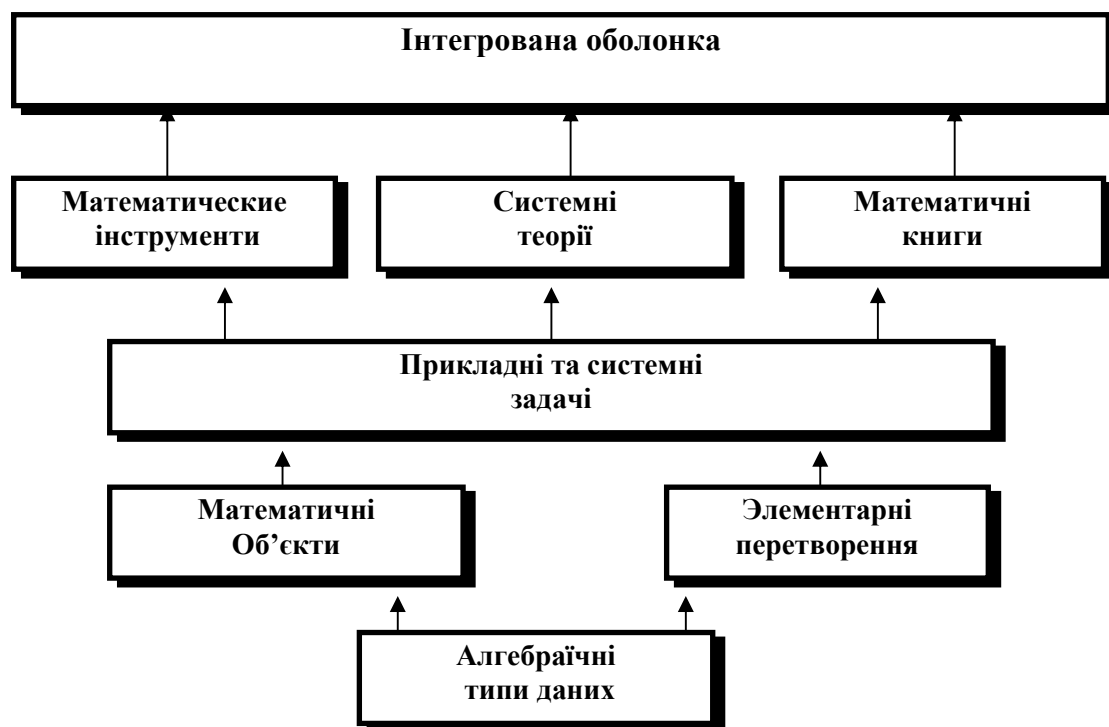 Інтегрована оболонка
Математические
інструменти
Системні
теорії
Математичні
книги
Прикладні та системні
задачі
Математичні
Об’єкти
Элементарні
перетворення
Алгебраїчні
типи даних